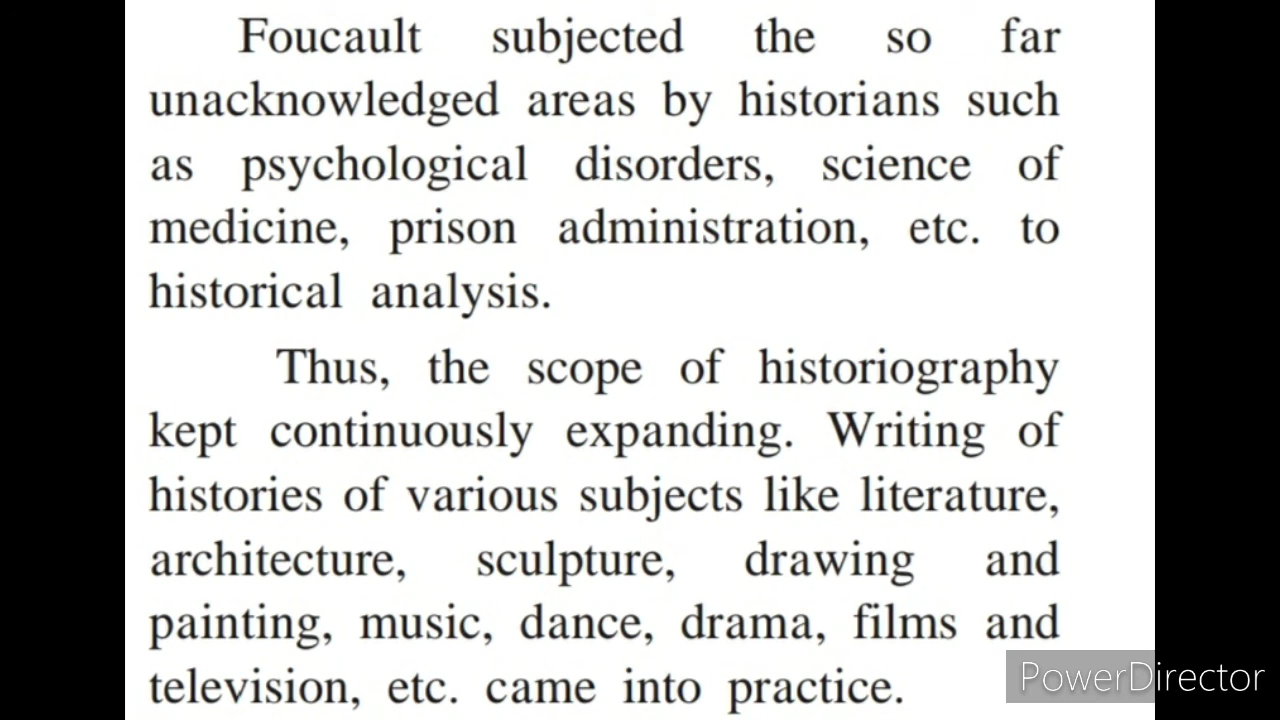 Foucault subjected the so far
unacknowledged areas by historians such
as psychological disorders, science of
medicine, prison administration, etc. to
historical analysis.
Thus, the scope of historiography
kept continuously expanding. Writing of
histories of various subjects like literature,
architecture, sculpture, drawing and
painting, music, dance, drama, films and
television, etc. came into practice.
PowerDirector